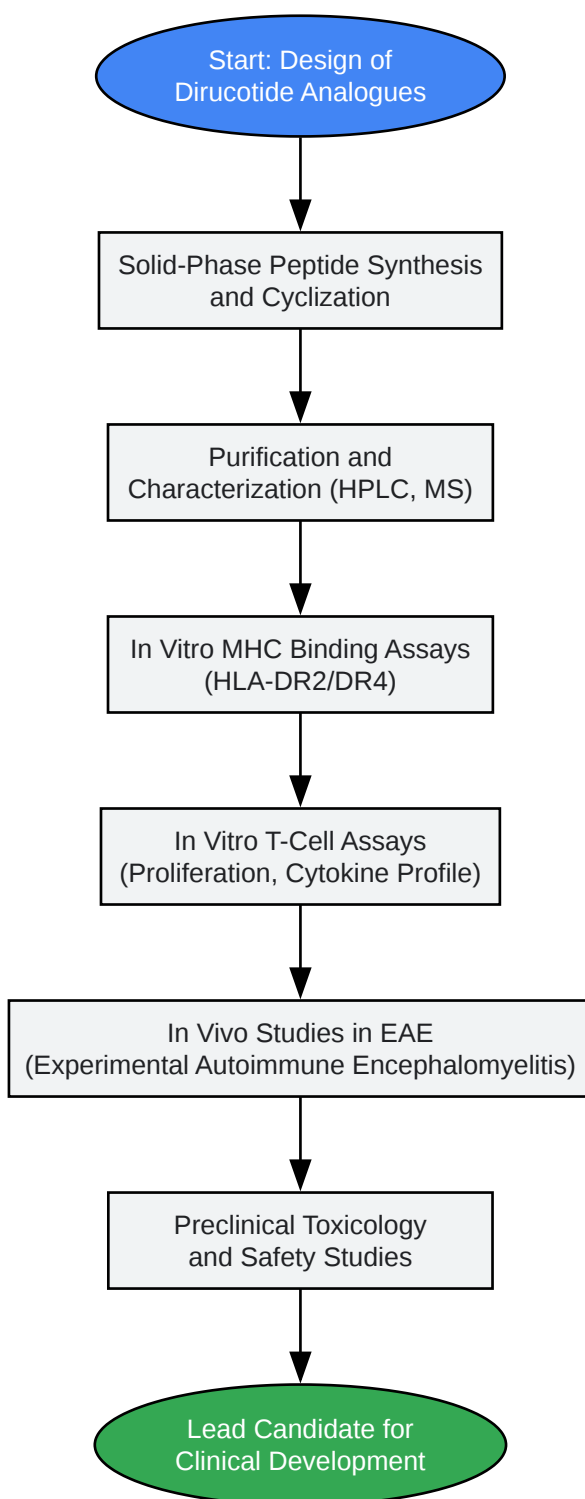 Start: Design of
Dirucotide Analogues
Solid-Phase Peptide Synthesis
and Cyclization
Purification and
Characterization (HPLC, MS)
In Vitro MHC Binding Assays
(HLA-DR2/DR4)
In Vitro T-Cell Assays
(Proliferation, Cytokine Profile)
In Vivo Studies in EAE
(Experimental Autoimmune Encephalomyelitis)
Preclinical Toxicology
and Safety Studies
Lead Candidate for
Clinical Development